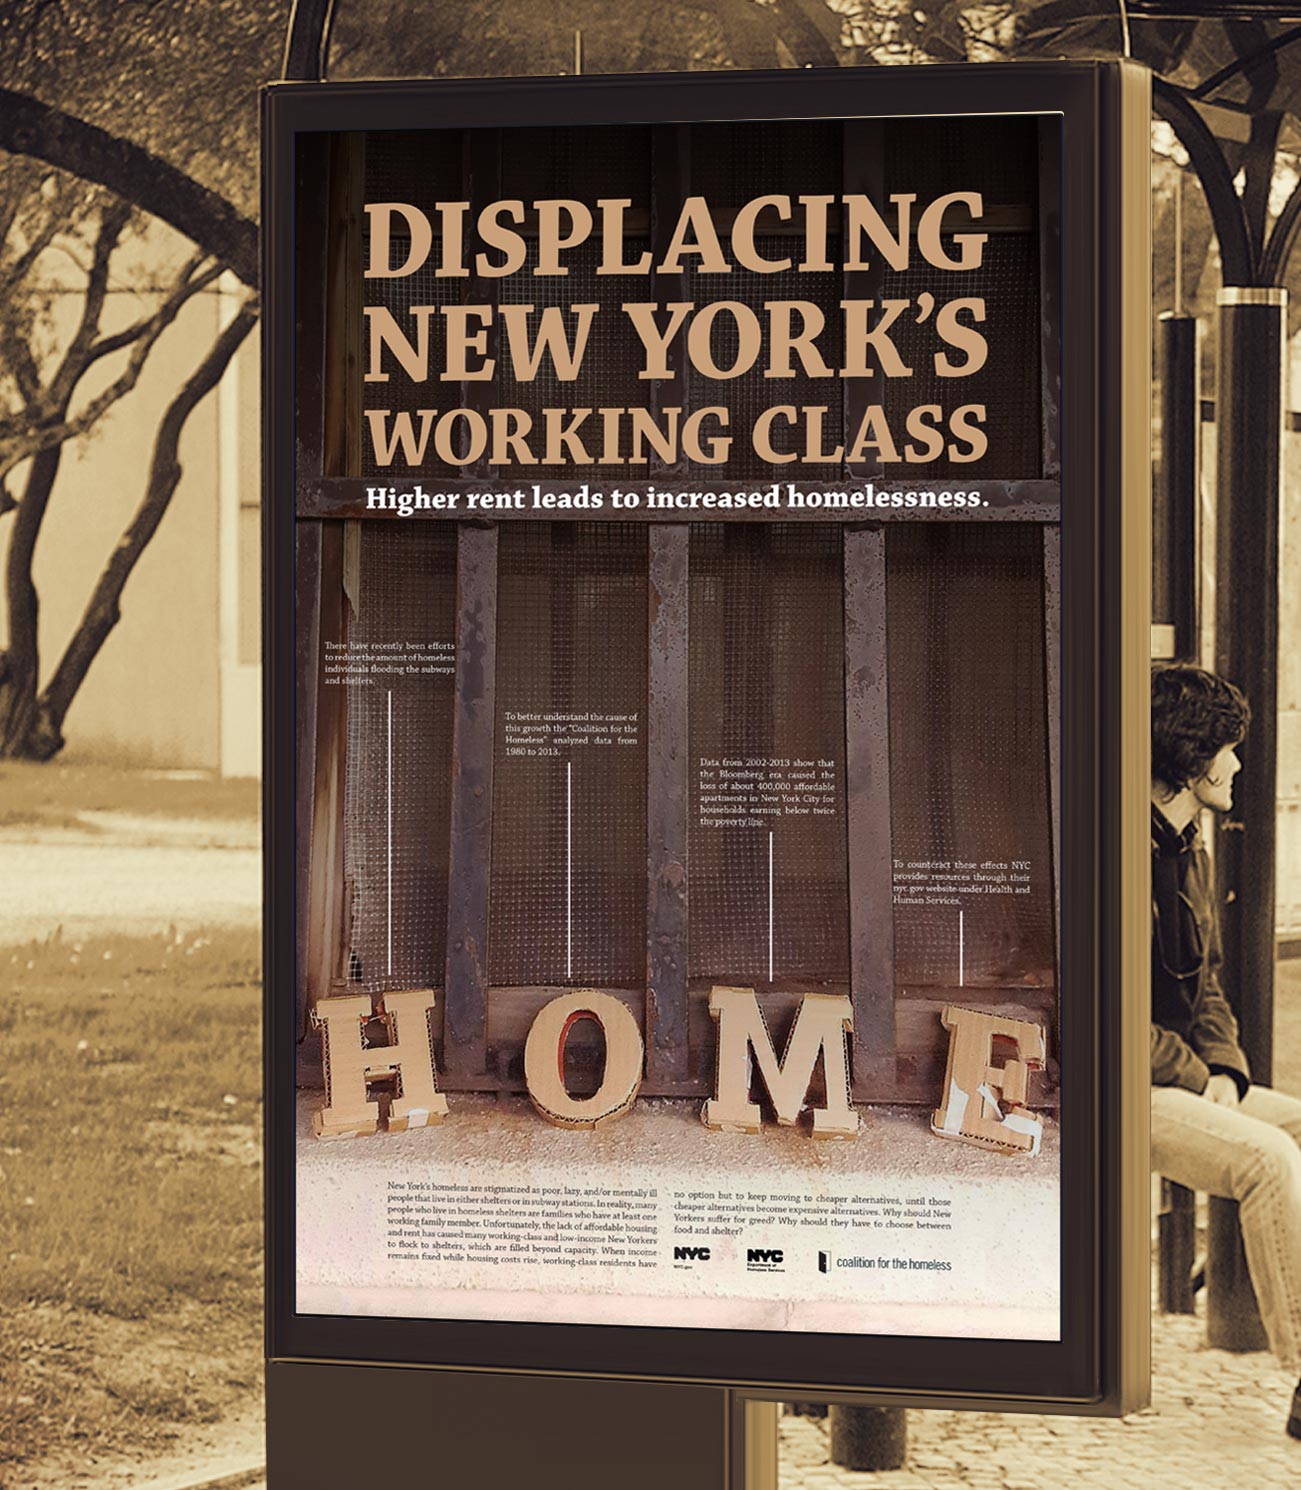 DISPLACING
NEW YORK'S
WORKING CLASS
Higher rent leads to increased homelessness.
There have recently been efforts
to reduce the amount of homeless
individuals flooding the subways
and shelters.
To better understand the cause of
this growth the "Coalition for the
Homeless" analyzed data from
1980 to 2013.
Data from 2002-2013 show that
the Bloomberg era caused the
loss of about 400,000 affordable
apartments in New York City for
households earning below twice
the poverty line.
To counteract these effects NYC
provides resources through their
nyc.gov website under Health and
Human Services.
HOME
New York's homeless are stigmatized as poor, lazy, and/or mentally ill
people that live in either shelters or in subway stations. In reality, many
people who live in homeless shelters are families who have at least one
working family member. Unfortunately, the lack of affordable housing
and rent has caused many working-class and low-income New Yorkers
to flock to shelters, which are filled beyond capacity. When income
remains fixed while housing costs rise, working-class residents have
no option but to keep moving to cheaper alternatives, until those
cheaper alternatives become expensive alternatives. Why should New
Yorkers suffer for greed? Why should they have to choose between
food and shelter?
NYC
NYC.gov
NYC
Department of
Homeless Services
coalition for the homeless